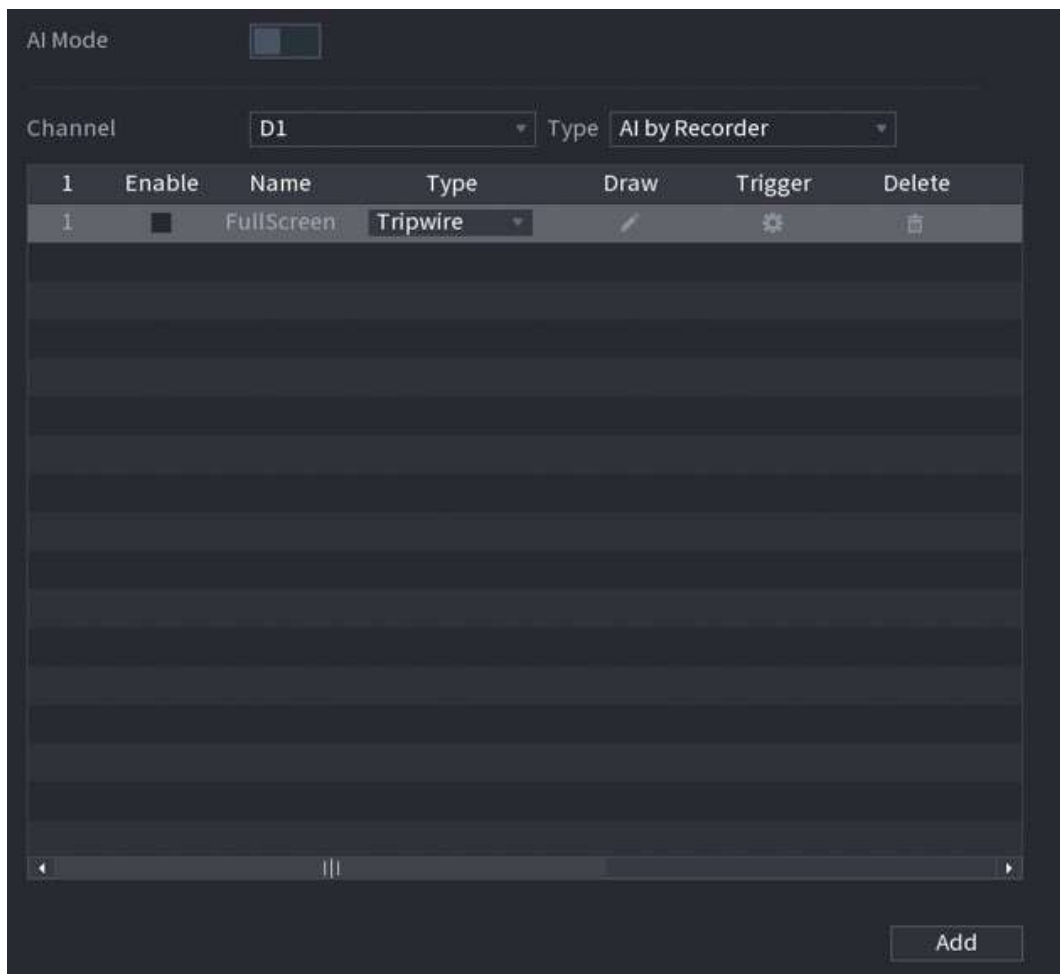 AI Mode
Channel D1 Type AI by Recorder
1 Enable Name Type Draw Trigger Delete
1 FullScreen Tripwire
Add